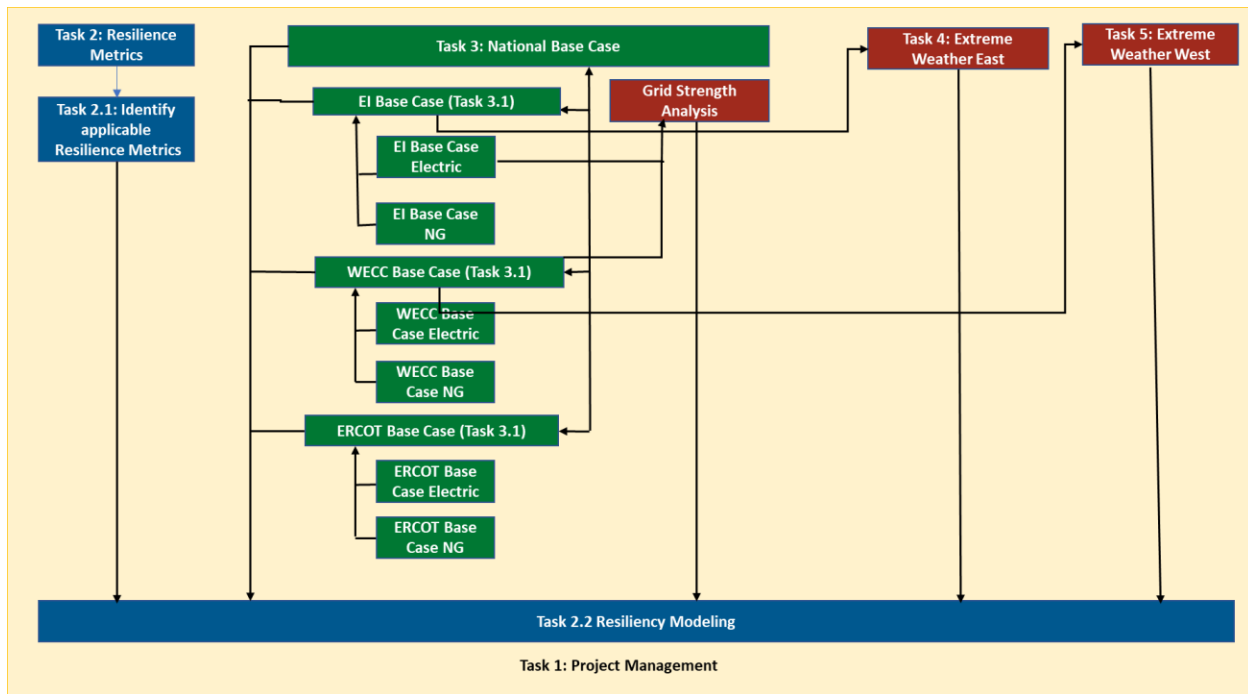 Task 2: Resilience
Metrics
Task 3: National Base Case
Task 4: Extreme
Weather East
Task 5: Extreme
Weather West
Task 2.1: Identify
applicable
Resilience Metrics
EI Base Case (Task 3.1)
Grid Strength
Analysis
EI Base Case
Electric
EI Base Case
NG
WECC Base Case (Task 3.1)
WECC Base
Case Electric
WECC Base
Case NG
ERCOT Base Case (Task 3.1)
ERCOT Base
Case Electric
ERCOT Base
Case NG
Task 2.2 Resiliency Modeling
Task 1: Project Management